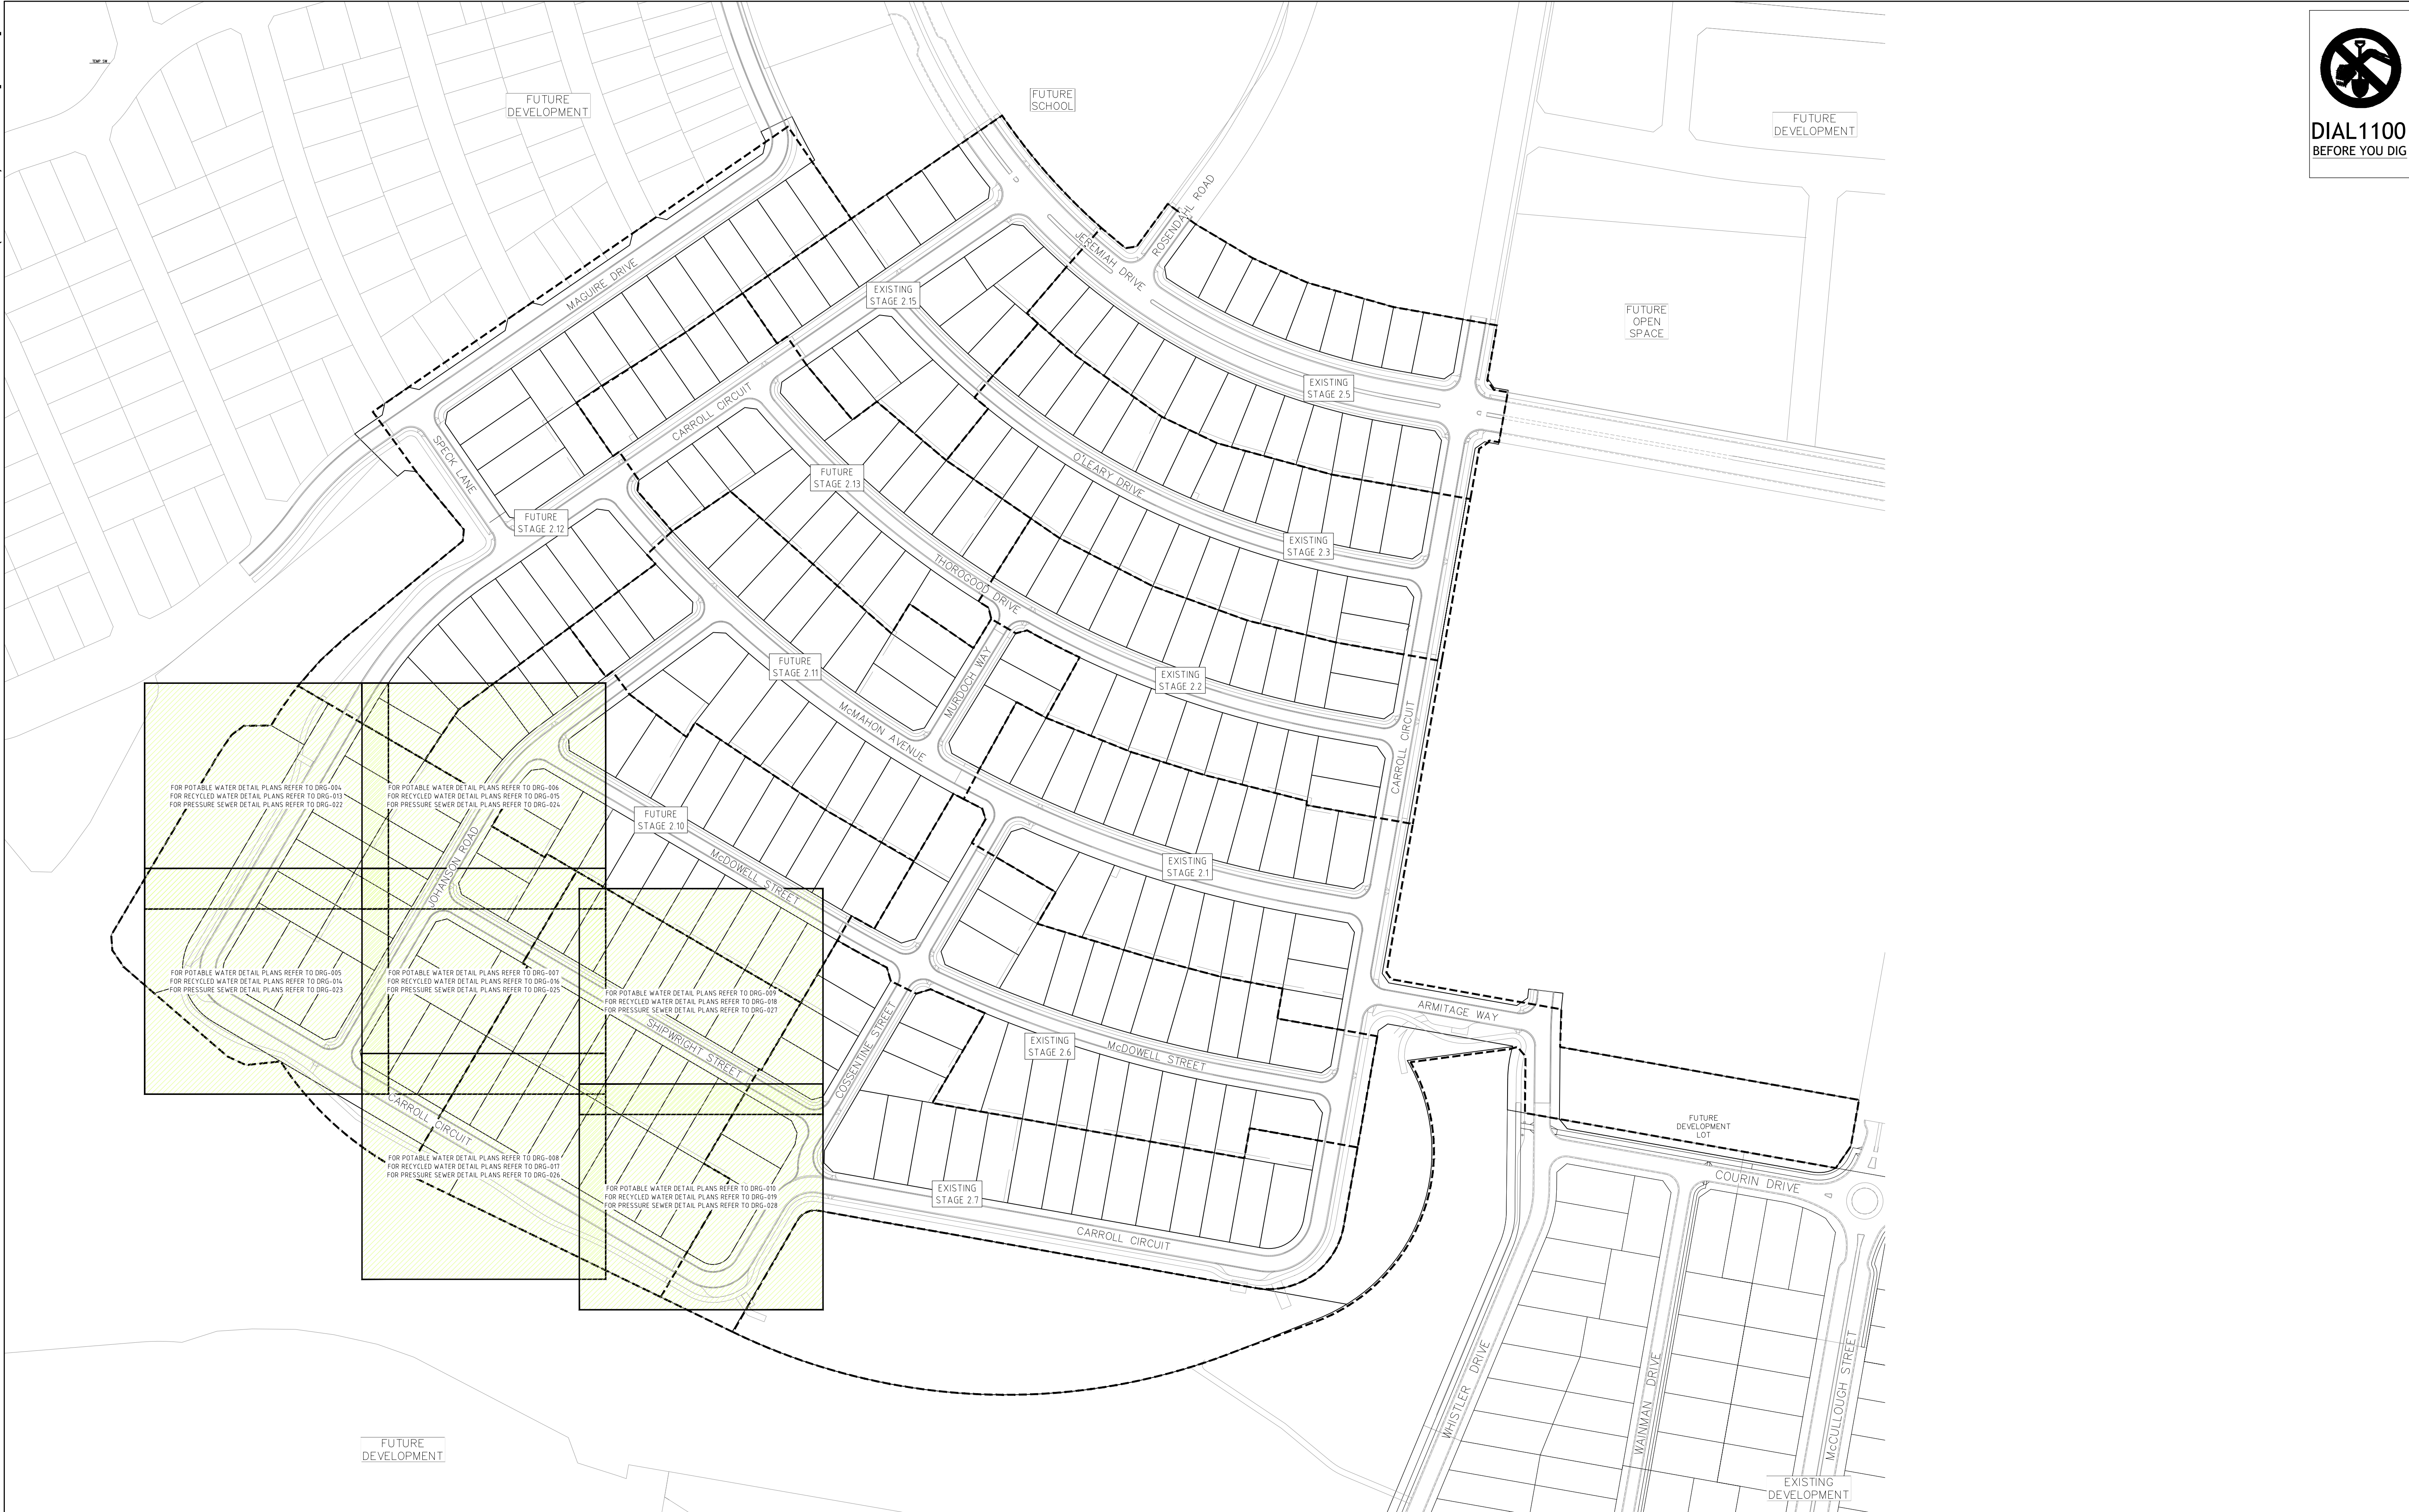 TEMP BM
FUTURE
DEVELOPMENT
FUTURE
SCHOOL
FUTURE
DEVELOPMENT
DIAL1100
BEFORE YOU DIG
ROSENDAHL ROAD
JEREMIAH DRIVE
MAGUIRE DRIVE
EXISTING
STAGE 2.15
FUTURE
OPEN
SPACE
EXISTING
STAGE 2.5
CARROLL CIRCUIT
SPECK LANE
O'LEARY DRIVE
FUTURE
STAGE 2.13
FUTURE
STAGE 2.12
EXISTING
STAGE 2.3
THOROGOOD DRIVE
FUTURE
STAGE 2.11
MURDOCH WAY
EXISTING
STAGE 2.2
McMAHON AVENUE
CARROLL CIRCUIT
FOR POTABLE WATER DETAIL PLANS REFER TO DRG-004
FOR RECYCLED WATER DETAIL PLANS REFER TO DRG-013
FOR PRESSURE SEWER DETAIL PLANS REFER TO DRG-022
FOR POTABLE WATER DETAIL PLANS REFER TO DRG-006
FOR RECYCLED WATER DETAIL PLANS REFER TO DRG-015
FOR PRESSURE SEWER DETAIL PLANS REFER TO DRG-024
FUTURE
STAGE 2.10
JOHANSON ROAD
McDOWELL STREET
EXISTING
STAGE 2.1
FOR POTABLE WATER DETAIL PLANS REFER TO DRG-005
FOR RECYCLED WATER DETAIL PLANS REFER TO DRG-014
FOR PRESSURE SEWER DETAIL PLANS REFER TO DRG-023
FOR POTABLE WATER DETAIL PLANS REFER TO DRG-007
FOR RECYCLED WATER DETAIL PLANS REFER TO DRG-016
FOR PRESSURE SEWER DETAIL PLANS REFER TO DRG-025
FOR POTABLE WATER DETAIL PLANS REFER TO DRG-009
FOR RECYCLED WATER DETAIL PLANS REFER TO DRG-018
FOR PRESSURE SEWER DETAIL PLANS REFER TO DRG-027
SHIPWRIGHT STREET
COSSENTINE STREET
EXISTING
STAGE 2.6
McDOWELL STREET
ARMITAGE WAY
CARROLL CIRCUIT
FUTURE
DEVELOPMENT
LOT
FOR POTABLE WATER DETAIL PLANS REFER TO DRG-008
FOR RECYCLED WATER DETAIL PLANS REFER TO DRG-017
FOR PRESSURE SEWER DETAIL PLANS REFER TO DRG-026
FOR POTABLE WATER DETAIL PLANS REFER TO DRG-010
FOR RECYCLED WATER DETAIL PLANS REFER TO DRG-019
FOR PRESSURE SEWER DETAIL PLANS REFER TO DRG-028
EXISTING
STAGE 2.7
COURIN DRIVE
CARROLL CIRCUIT
WHISTLER DRIVE
WAINMAN DRIVE
McCULLOUGH STREET
FUTURE
DEVELOPMENT
EXISTING
DEVELOPMENT